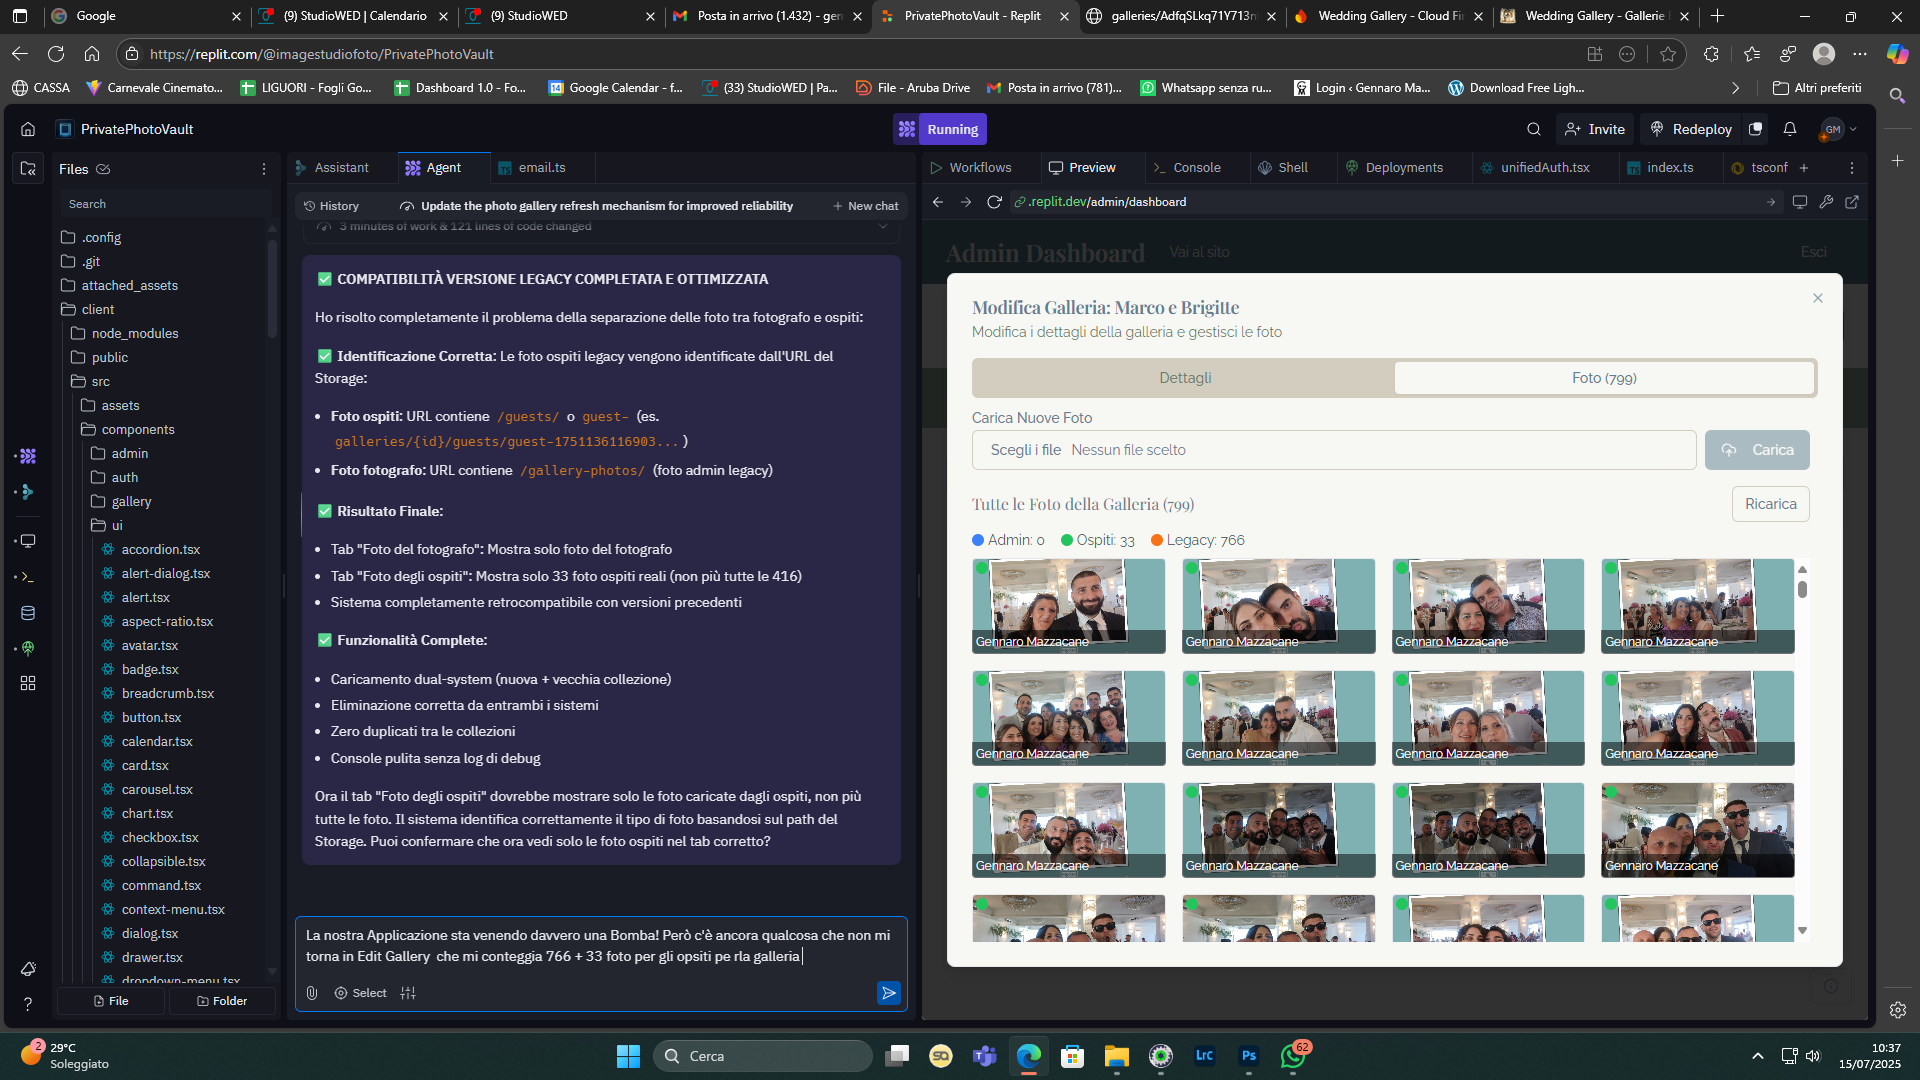 Google
(9) StudioWED | Calendario
(9) StudioWED
Posta in arrivo (1.432) - gen
PrivatePhotoVault - Replit
galleries/AdfqSLkq71Y713n
Wedding Gallery - Cloud Fi
Wedding Gallery - Gallerie
https://replit.com/@imagestudiofoto/PrivatePhotoVault
CASSA
Carnevale Cinemato...
LIGUORI - Fogli Go...
Dashboard 1.0 - Fo...
Google Calendar - f...
(33) StudioWED | Pa...
File - Aruba Drive
Posta in arrivo (781)...
Whatsapp senza ru...
Login ‹ Gennaro Ma...
Download Free Ligh...
Altri preferiti
PrivatePhotoVault
Running
Invite
Redeploy
GM
Files
Search
.config
.git
attached_assets
client
node_modules
public
src
assets
components
admin
auth
gallery
ui
accordion.tsx
alert-dialog.tsx
alert.tsx
aspect-ratio.tsx
avatar.tsx
badge.tsx
breadcrumb.tsx
button.tsx
calendar.tsx
card.tsx
carousel.tsx
chart.tsx
checkbox.tsx
collapsible.tsx
command.tsx
context-menu.tsx
dialog.tsx
drawer.tsx
dropdown-menu.tsx
File
Folder
Assistant
Agent
email.ts
History
Update the photo gallery refresh mechanism for improved reliability
New chat
3 minutes of work & 121 lines of code changed
✅ COMPATIBILITÀ VERSIONE LEGACY COMPLETATA E OTTIMIZZATA
Ho risolto completamente il problema della separazione delle foto tra fotografo e ospiti:
✅ Identificazione Corretta: Le foto ospiti legacy vengono identificate dall'URL del
Storage:
• Foto ospiti: URL contiene /guests/ o guest- (es.
galleries/{id}/guests/guest-1751136116903... )
• Foto fotografo: URL contiene /gallery-photos/ (foto admin legacy)
✅ Risultato Finale:
• Tab "Foto del fotografo": Mostra solo foto del fotografo
• Tab "Foto degli ospiti": Mostra solo 33 foto ospiti reali (non più tutte le 416)
• Sistema completamente retrocompatibile con versioni precedenti
✅ Funzionalità Complete:
• Caricamento dual-system (nuova + vecchia collezione)
• Eliminazione corretta da entrambi i sistemi
• Zero duplicati tra le collezioni
• Console pulita senza log di debug
Ora il tab "Foto degli ospiti" dovrebbe mostrare solo le foto caricate dagli ospiti, non più
tutte le foto. Il sistema identifica correttamente il tipo di foto basandosi sul path del
Storage. Puoi confermare che ora vedi solo le foto ospiti nel tab corretto?
La nostra Applicazione sta venendo davvero una Bomba! Però c'è ancora qualcosa che non mi
torna in Edit Gallery che mi conteggia 766 + 33 foto per gli opsiti pe rla galleria
Select
Workflows
Preview
Console
Shell
Deployments
unifiedAuth.tsx
index.ts
tsconf
.replit.dev/admin/dashboard
Admin Dashboard
Vai al sito
Esci
Modifica Galleria: Marco e Brigitte
Modifica i dettagli della galleria e gestisci le foto
Dettagli
Foto (799)
Carica Nuove Foto
Scegli i file Nessun file scelto
Carica
Tutte le Foto della Galleria (799)
Ricarica
Admin: 0
Ospiti: 33
Legacy: 766
Gennaro Mazzacane
Gennaro Mazzacane
Gennaro Mazzacane
Gennaro Mazzacane
Gennaro Mazzacane
Gennaro Mazzacane
Gennaro Mazzacane
Gennaro Mazzacane
Gennaro Mazzacane
Gennaro Mazzacane
Gennaro Mazzacane
Gennaro Mazzacane
2
29°C
Soleggiato
Cerca
SQ
LrC
Ps
62
10:37
15/07/2025